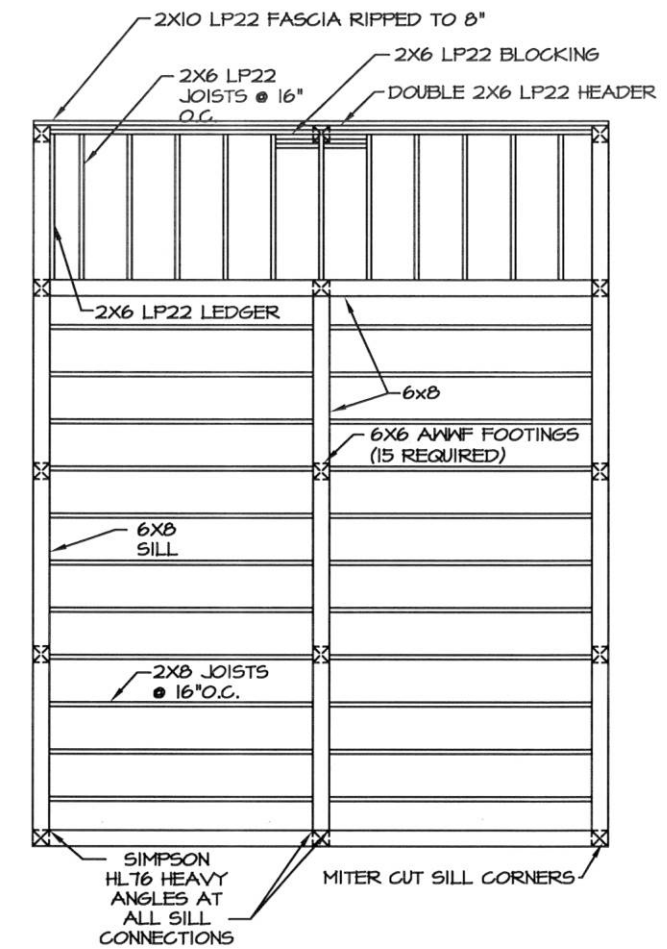 2X10 LP22 FASCIA RIPPED TO 8"
2X6 LP22 BLOCKING
2X6 LP22
JOISTS @ 16"
O.C.
DOUBLE 2X6 LP22 HEADER
2X6 LP22 LEDGER
6x8
6X6 AWWF FOOTINGS
(15 REQUIRED)
6X8
SILL
2X8 JOISTS
@ 16"O.C.
SIMPSON
HL76 HEAVY
ANGLES AT
ALL SILL
CONNECTIONS
MITER CUT SILL CORNERS